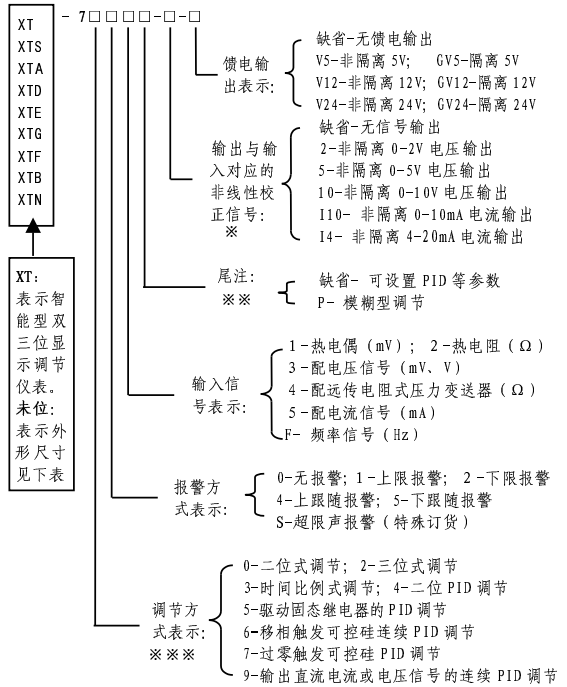 XT
XTS
XTA
XTD
XTE
XTG
XTF
XTB
XTN
-7□□□□-□-□
馈电输
出表示:
缺省-无馈电输出
V5-非隔离 5V; GV5-隔离 5V
V12-非隔离 12V; GV12-隔离 12V
V24-非隔离 24V; GV24-隔离 24V
输出与输
入对应的
非线性校
正信号:
※
缺省-无信号输出
2-非隔离 0-2V 电压输出
5-非隔离 0-5V 电压输出
10-非隔离 0-10V 电压输出
I10- 非隔离 0-10mA 电流输出
I4- 非隔离 4-20mA 电流输出
尾注:
※※
缺省- 可设置 PID 等参数
P- 模糊型调节
XT:
表示智
能型双
三位显
示调节
仪表。
未位:
表示外
形尺寸
见下表
输入信
号表示:
1-热电偶(mV); 2-热电阻(Ω)
3-配电压信号(mV、V)
4-配远传电阻式压力变送器(Ω)
5-配电流信号(mA)
F- 频率信号(Hz)
报警方
式表示:
0-无报警; 1-上限报警; 2-下限报警
4-上跟随报警; 5-下跟随报警
S-超限声报警(特殊订货)
调节方
式表示:
※※※
0-二位式调节; 2-三位式调节
3-时间比例式调节; 4-二位 PID 调节
5-驱动固态继电器的 PID 调节
6-移相触发可控硅连续 PID 调节
7-过零触发可控硅 PID 调节
9-输出直流电流或电压信号的连续 PID 调节